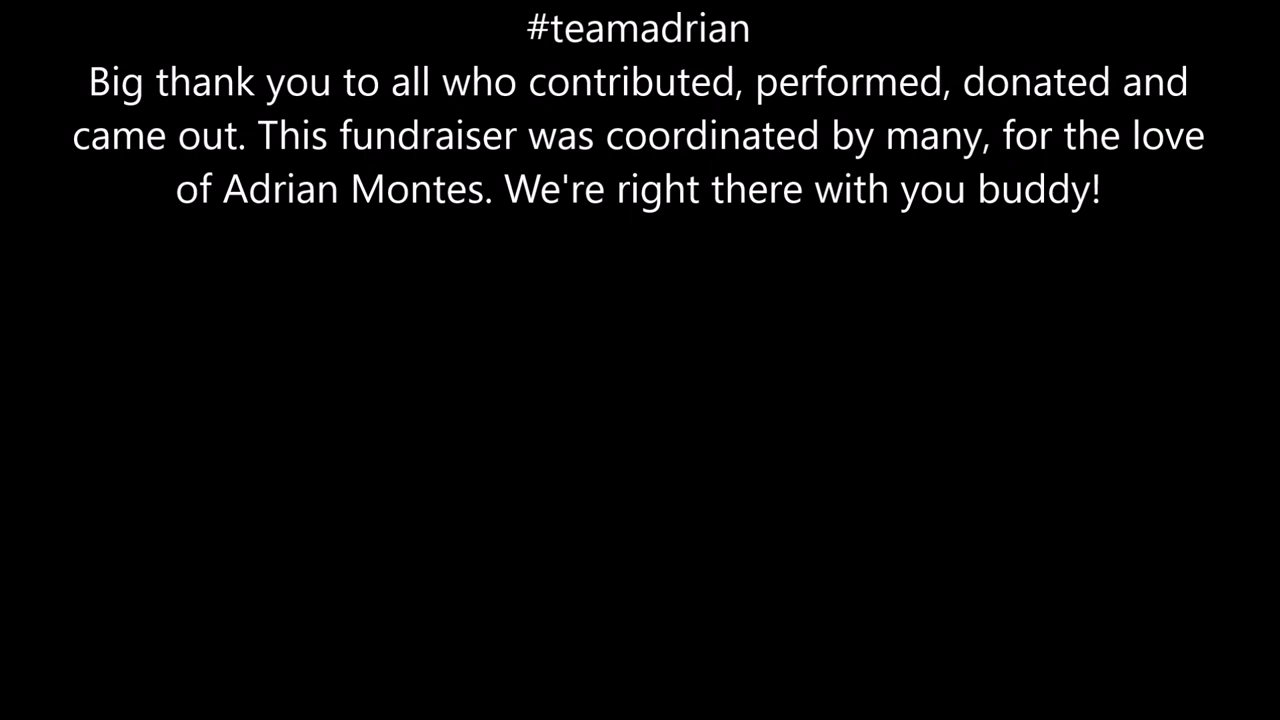 #teamadrian
Big thank you to all who contributed, performed, donated and
came out. This fundraiser was coordinated by many, for the love
of Adrian Montes. We're right there with you buddy!